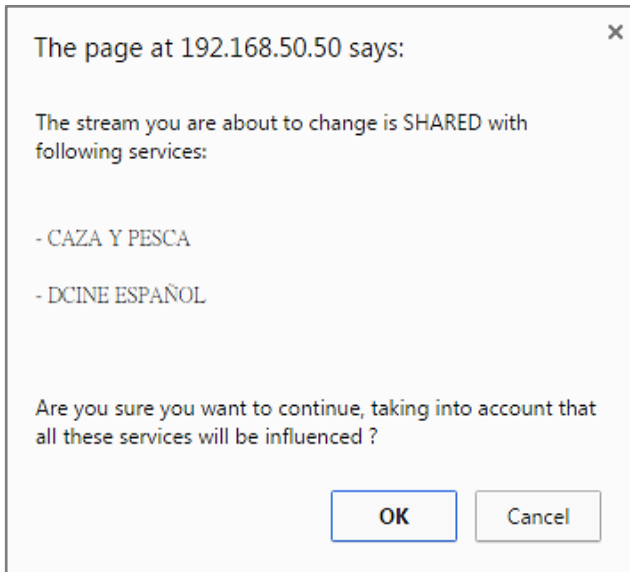 The page at 192.168.50.50 says:
The stream you are about to change is SHARED with
following services:
- CAZA Y PESCA
- DCINE ESPAÑOL
Are you sure you want to continue, taking into account that
all these services will be influenced ?
OK
Cancel